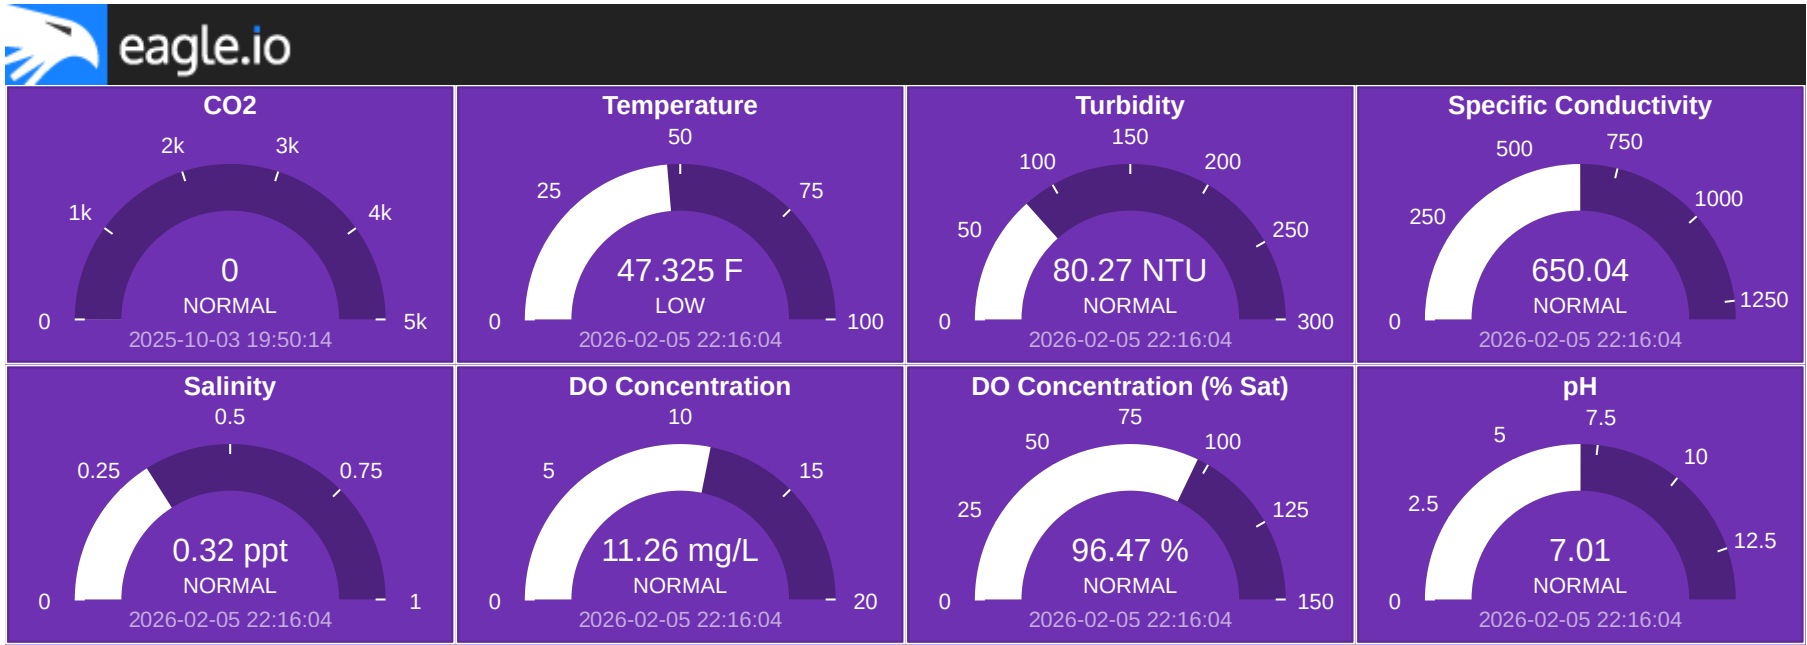 eagle.io
CO2
0
1k
2k
3k
4k
5k
0
NORMAL
2025-10-03 19:50:14
Temperature
0
25
50
75
100
47.325 F
LOW
2026-02-05 22:16:04
Turbidity
0
50
100
150
200
250
300
80.27 NTU
NORMAL
2026-02-05 22:16:04
Specific Conductivity
0
250
500
750
1000
1250
650.04
NORMAL
2026-02-05 22:16:04
Salinity
0
0.25
0.5
0.75
1
0.32 ppt
NORMAL
2026-02-05 22:16:04
DO Concentration
0
5
10
15
20
11.26 mg/L
NORMAL
2026-02-05 22:16:04
DO Concentration (% Sat)
0
25
50
75
100
125
150
96.47 %
NORMAL
2026-02-05 22:16:04
pH
0
2.5
5
7.5
10
12.5
7.01
NORMAL
2026-02-05 22:16:04